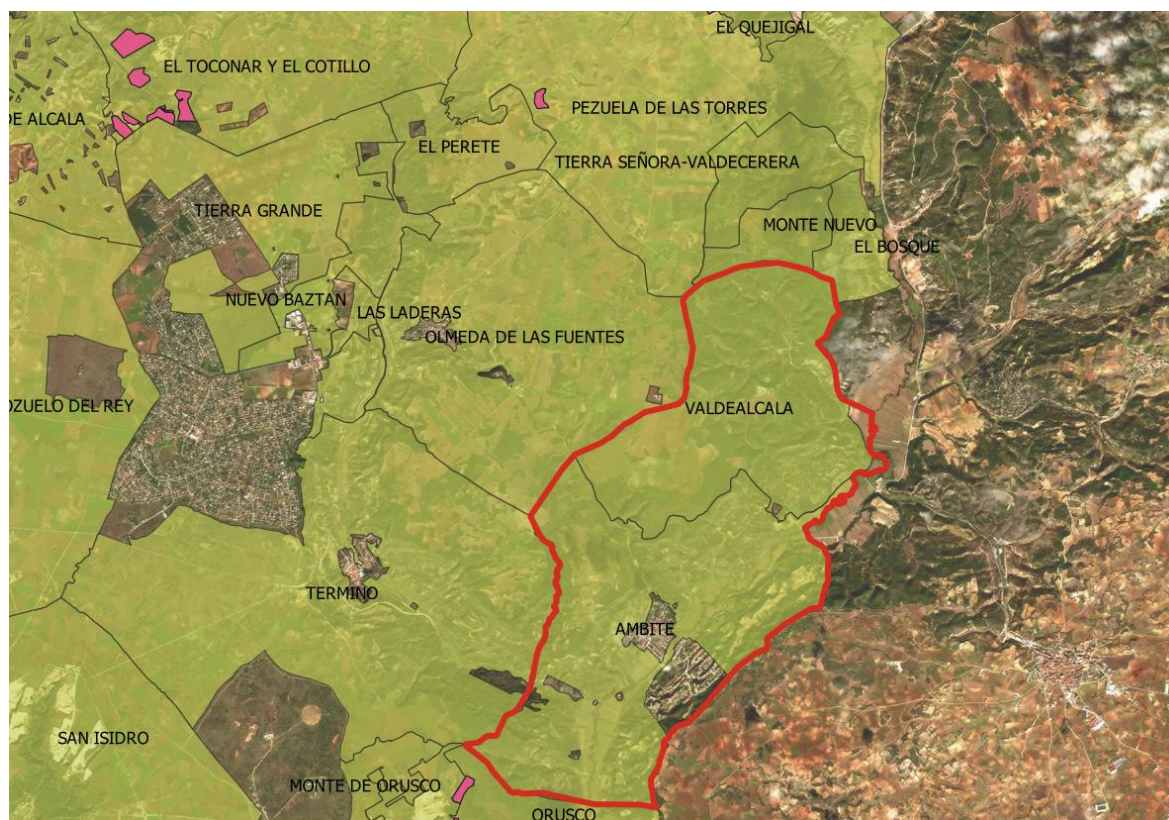 EL QUEJIGAL
EL TOCONAR Y EL COTILLO
PEZUELA DE LAS TORRES
DE ALCALA
EL PERETE
TIERRA SEÑORA-VALDECERERA
TIERRA GRANDE
MONTE NUEVO
EL BOSQUE
NUEVO BAZTAN
LAS LADERAS
OLMEDA DE LAS FUENTES
OZUELO DEL REY
VALDEALCALA
TERMINO
AMBITE
SAN ISIDRO
MONTE DE ORUSCO
ORUSCO